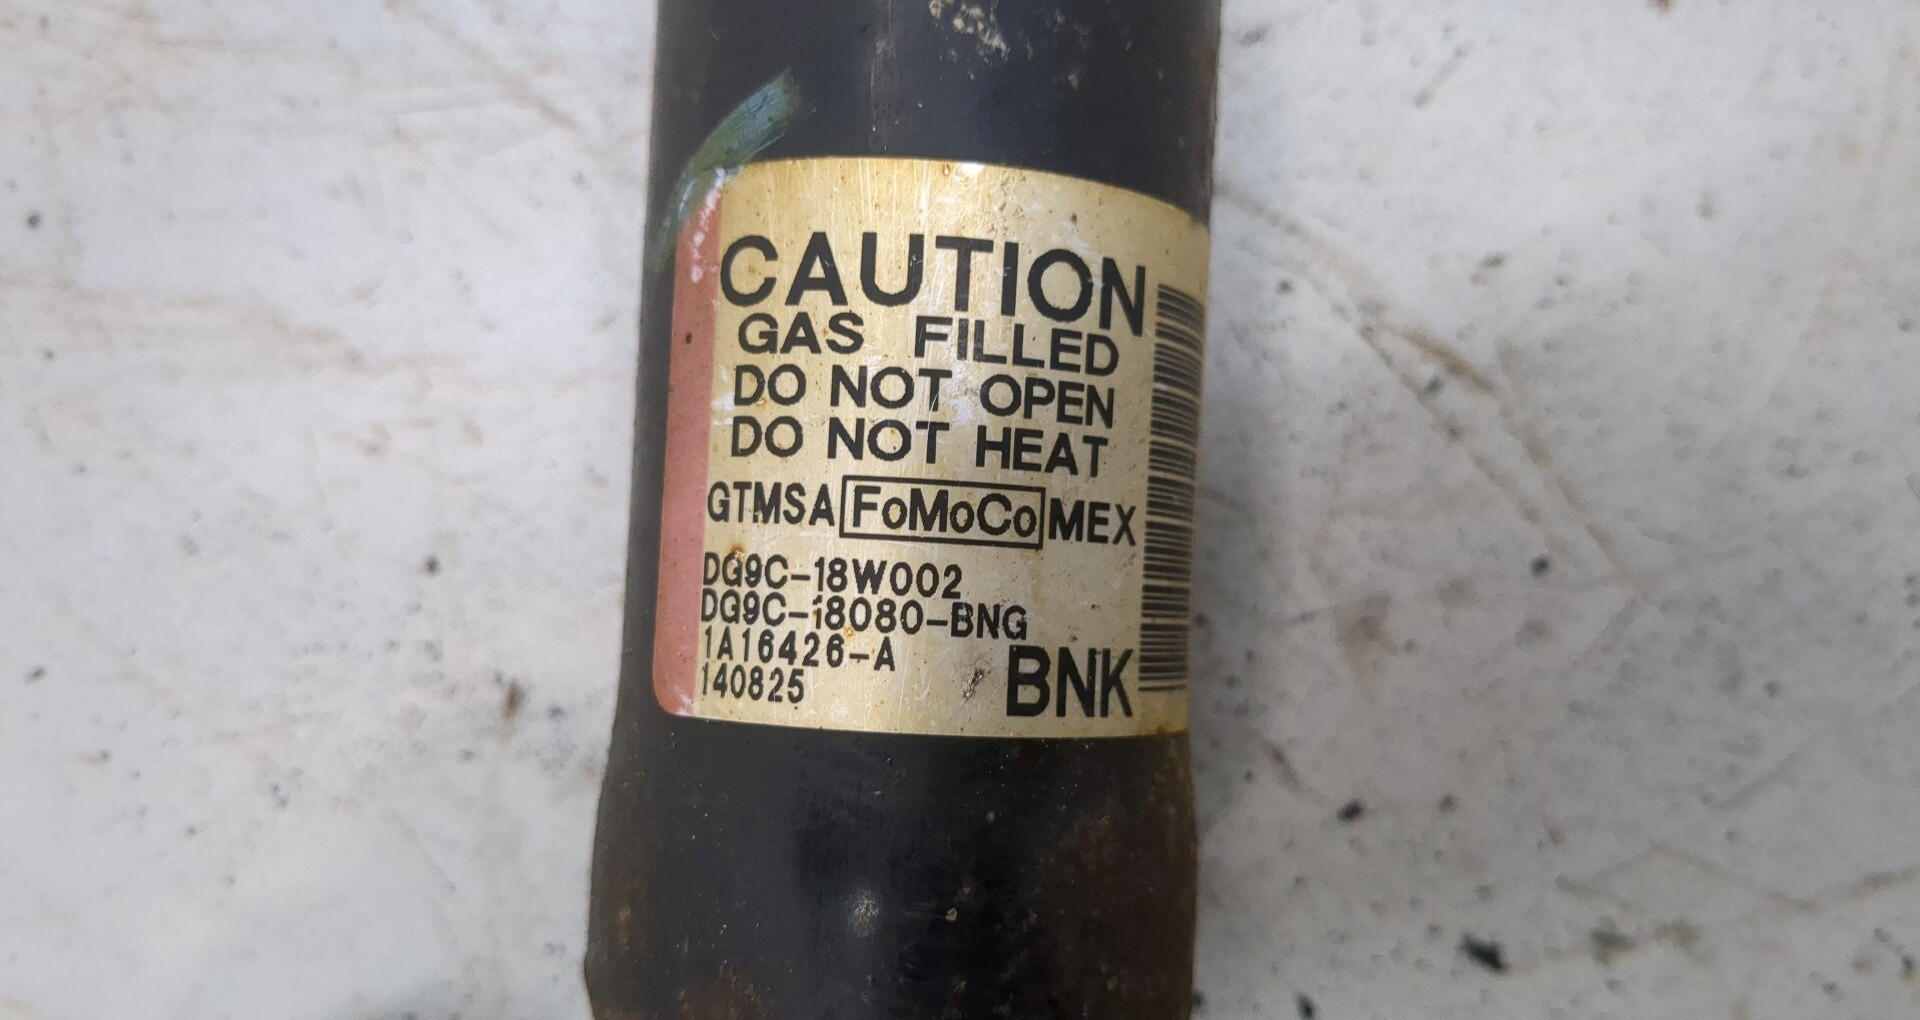 CAUTION
GAS FILLED
DO NOT OPEN
DO NOT HEAT
GTMSA FoMoCo MEX
DG9C-18W002
DG9C-18080-BNG
1A16426-A
140825
BNK